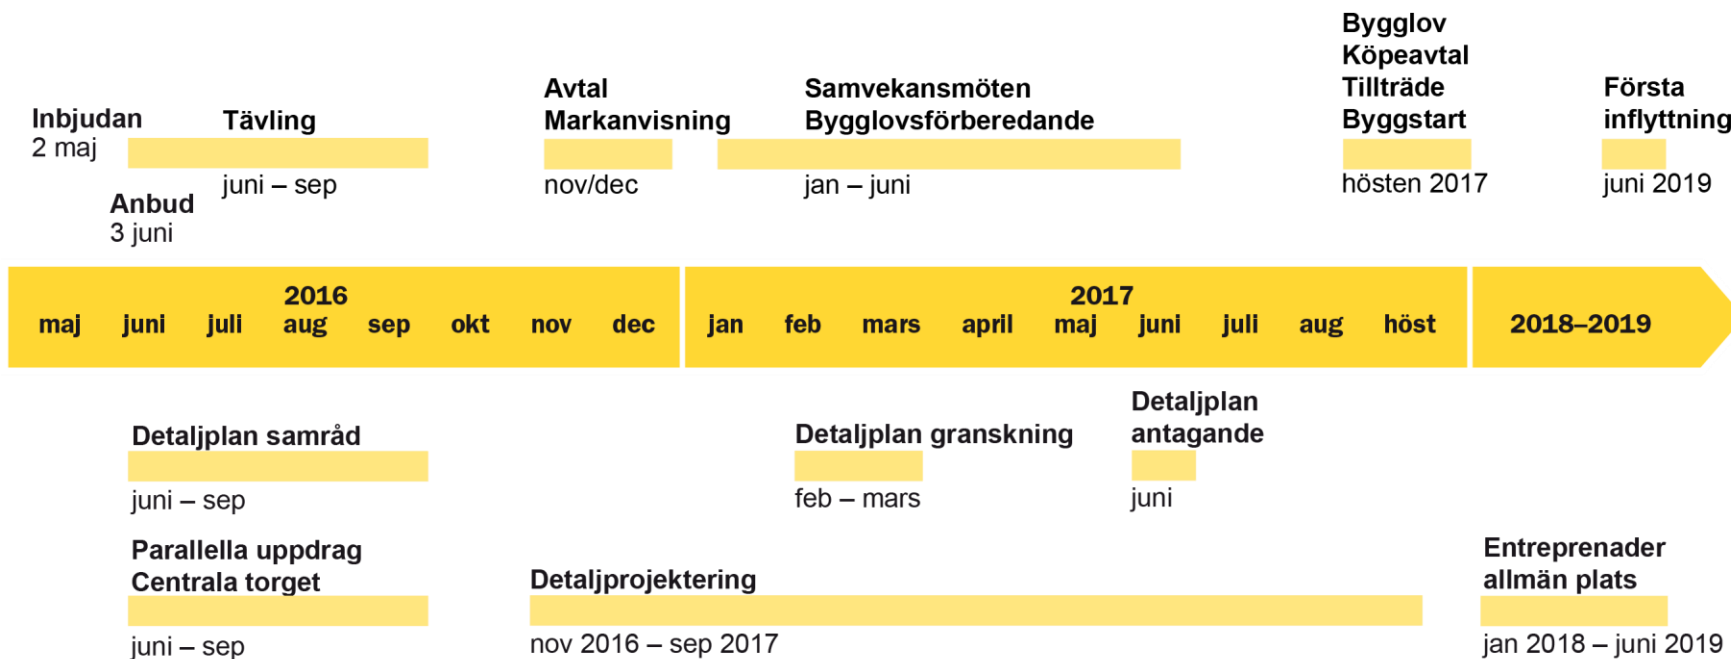 Inbjudan
2 maj
Anbud
3 juni
Tävling
juni – sep
Avtal
Markanvisning
nov/dec
Samvekansmöten
Bygglovsförberedande
jan – juni
Bygglov
Köpeavtal
Tillträde
Byggstart
hösten 2017
Första
inflyttning
juni 2019
2016
maj juni juli aug sep okt nov dec
2017
jan feb mars april maj juni juli aug höst
2018–2019
Detaljplan samråd
juni – sep
Detaljplan granskning
feb – mars
Detaljplan
antagande
juni
Parallella uppdrag
Centrala torget
juni – sep
Detaljprojektering
nov 2016 – sep 2017
Entreprenader
allmän plats
jan 2018 – juni 2019